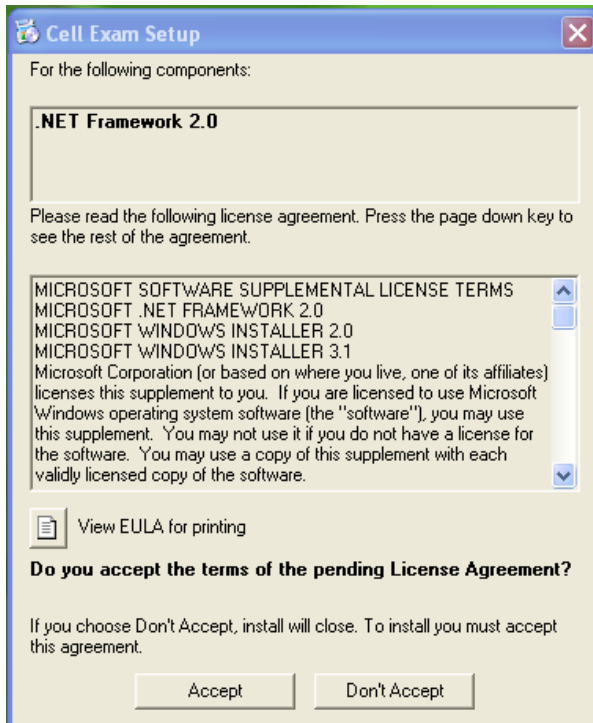 Cell Exam Setup
For the following components:
.NET Framework 2.0
Please read the following license agreement. Press the page down key to
see the rest of the agreement.
MICROSOFT SOFTWARE SUPPLEMENTAL LICENSE TERMS
MICROSOFT .NET FRAMEWORK 2.0
MICROSOFT WINDOWS INSTALLER 2.0
MICROSOFT WINDOWS INSTALLER 3.1
Microsoft Corporation (or based on where you live, one of its affiliates)
licenses this supplement to you.  If you are licensed to use Microsoft
Windows operating system software (the "software"), you may use
this supplement.  You may not use it if you do not have a license for
the software.  You may use a copy of this supplement with each
validly licensed copy of the software.
View EULA for printing
Do you accept the terms of the pending License Agreement?
If you choose Don't Accept, install will close. To install you must accept
this agreement.
Accept Don't Accept